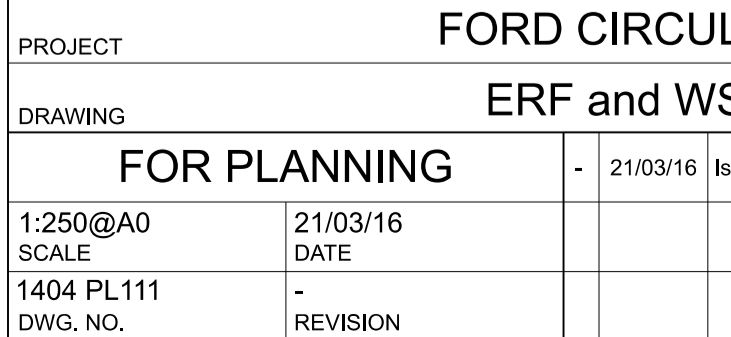 PROJECT FORD CIRCUL
DRAWING ERF and WS
FOR PLANNING - 21/03/16 Is
1:250@A0 21/03/16
SCALE DATE
1404 PL111 -
DWG. NO. REVISION